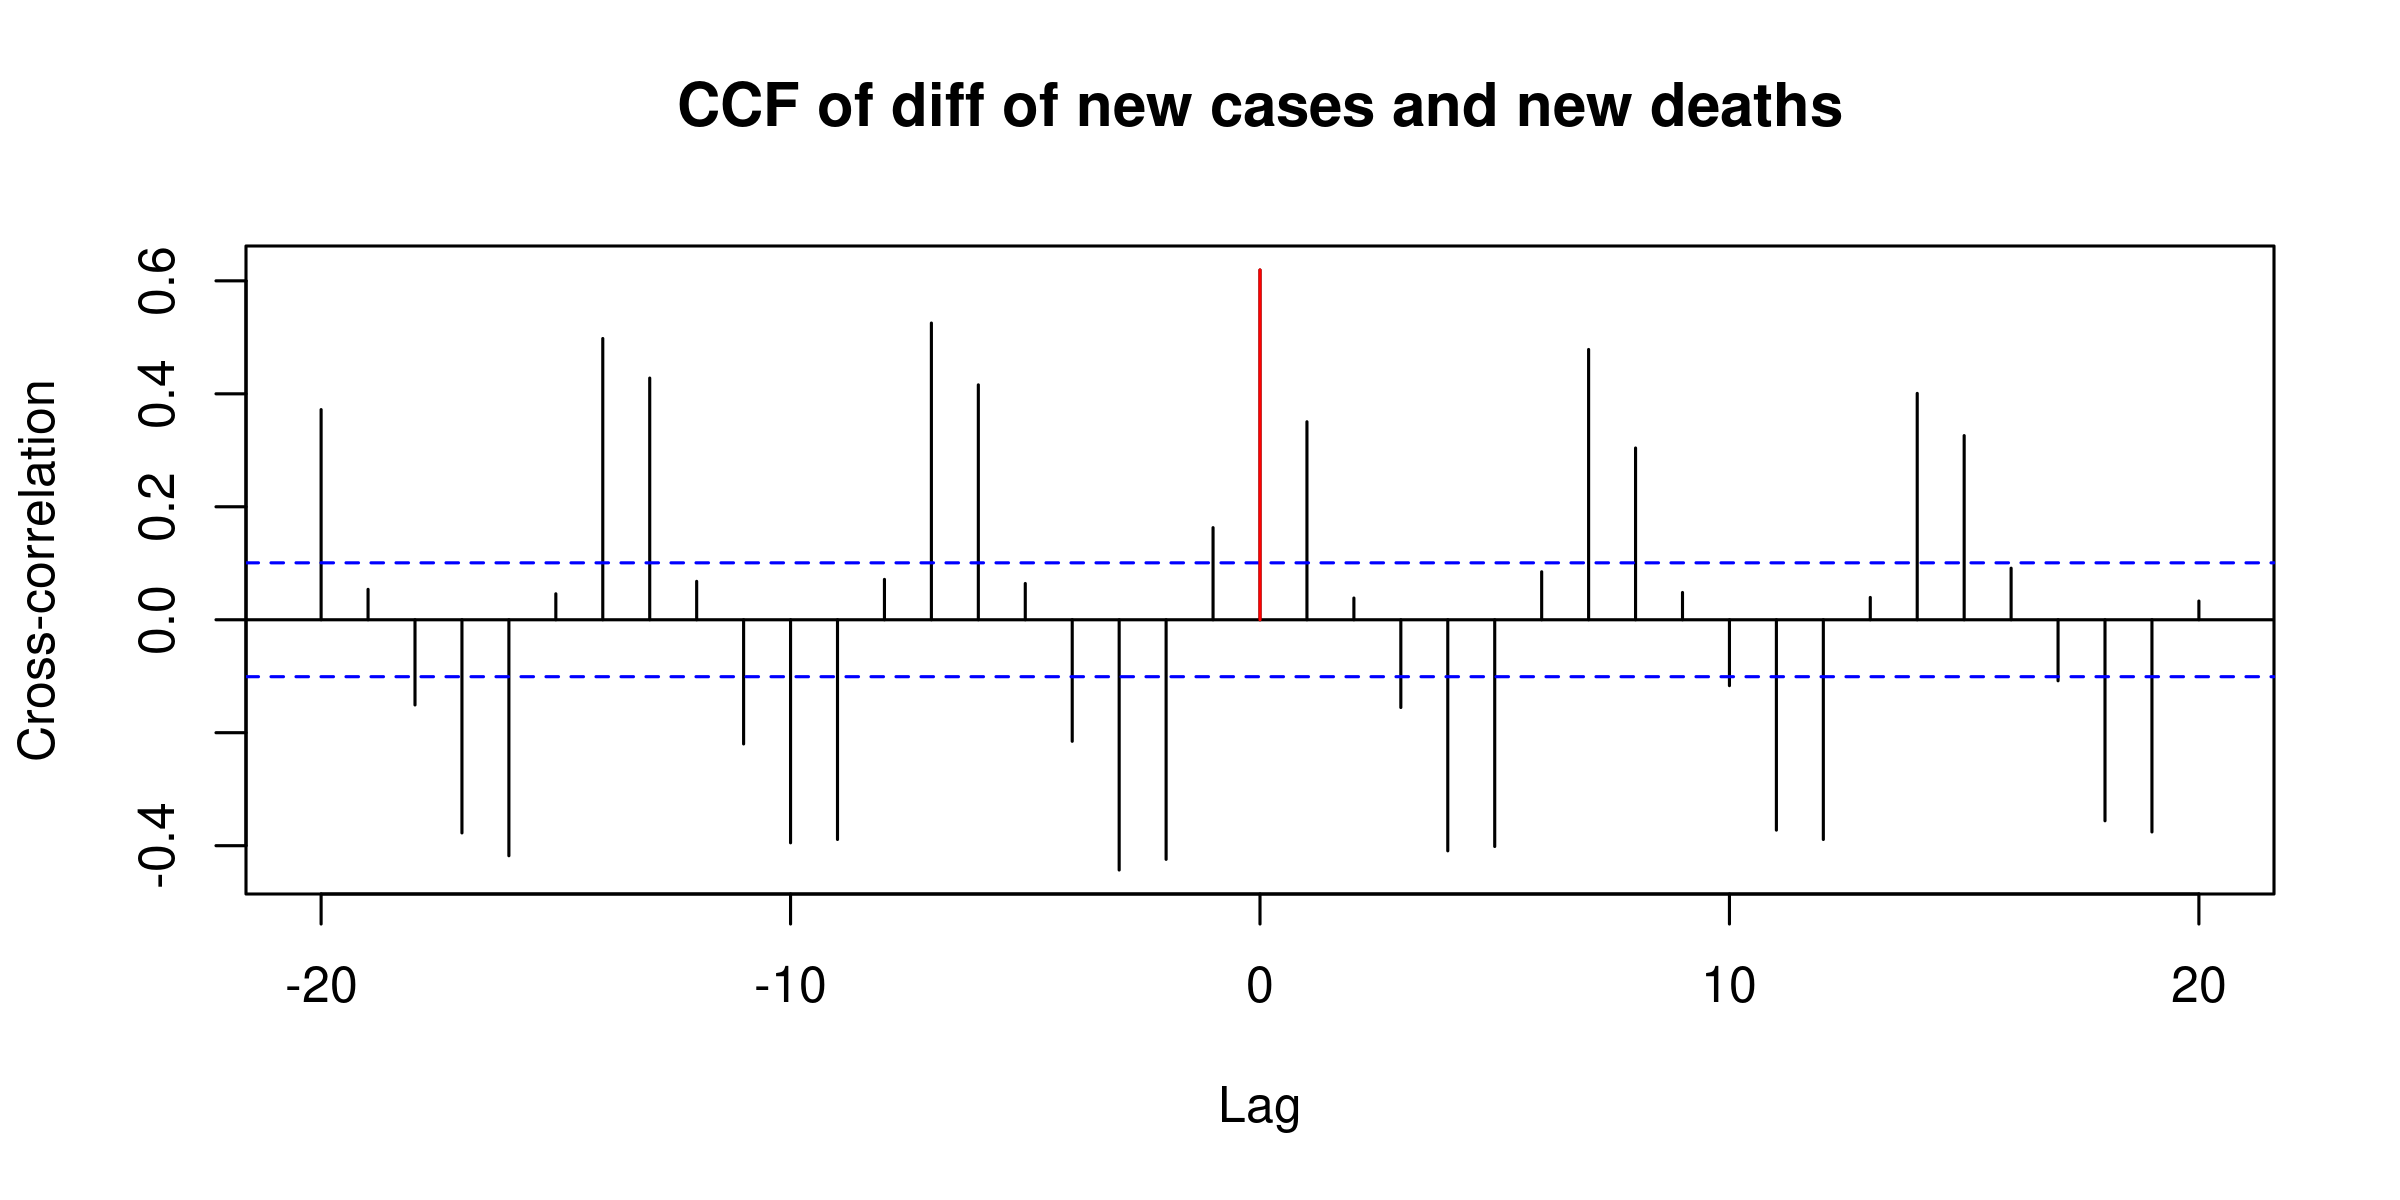 CCF of diff of new cases and new deaths
Cross-correlation
0.6
0.4
0.2
0.0
-0.4
-20 -10 0 10 20
Lag